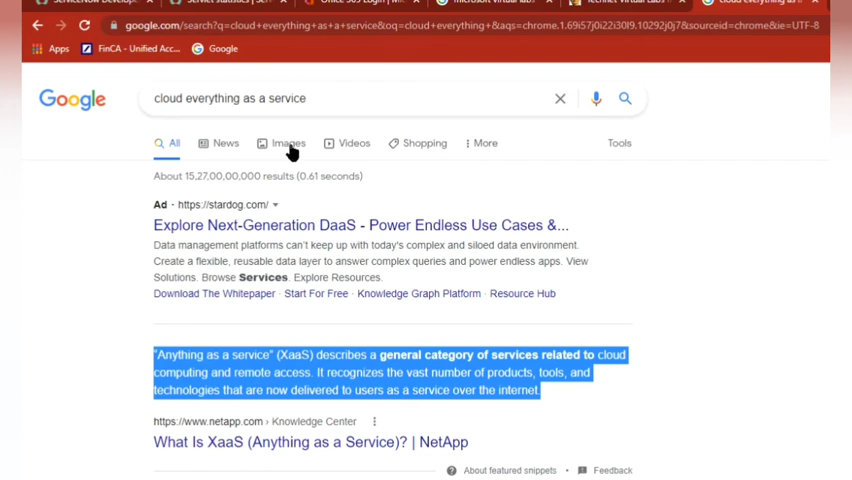 Office 365 Login |
microsoft virtual labs
google.com/search?q=cloud+everything+as+a+service&oq=cloud+everything+&aqs=chrome.1.69i57j0i22i30l9.10292j0j7&sourceid=chrome&ie=UTF-8
Apps FinCA - Unified Acc... Google
Google cloud everything as a service
All News Images Videos Shopping More Tools
About 15,27,00,00,000 results (0.61 seconds)
Ad · https://stardog.com/
Explore Next-Generation DaaS - Power Endless Use Cases &...
Data management platforms can't keep up with today's complex and siloed data environment.
Create a flexible, reusable data layer to answer complex queries and power endless apps. View
Solutions. Browse Services. Explore Resources.
Download The Whitepaper · Start For Free · Knowledge Graph Platform · Resource Hub
"Anything as a service" (XaaS) describes a general category of services related to cloud
computing and remote access. It recognizes the vast number of products, tools, and
technologies that are now delivered to users as a service over the internet.
https://www.netapp.com › Knowledge Center
What Is XaaS (Anything as a Service)? | NetApp
About featured snippets · Feedback